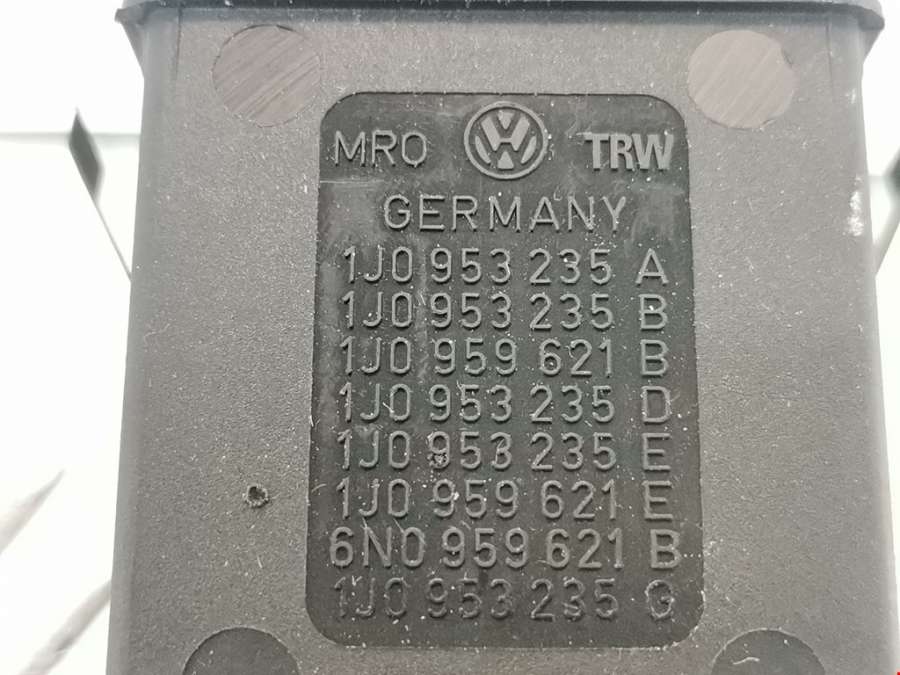 MRO VW TRW
GERMANY
1J0 953 235 A
1J0 953 235 B
1J0 959 621 B
1J0 953 235 D
1J0 953 235 E
1J0 959 621 E
6N0 959 621 B
1J0 953 235 G